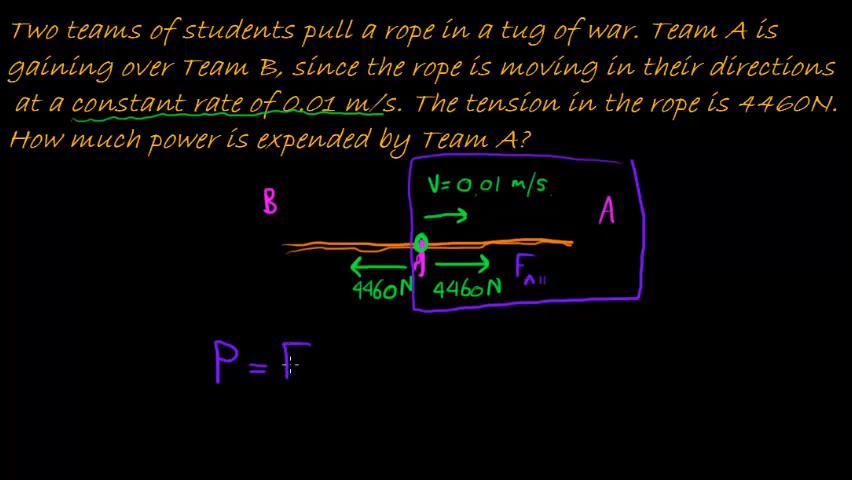 Two teams of students pull a rope in a tug of war. Team A is
gaining over Team B, since the rope is moving in their directions
at a constant rate of 0.01 m/s. The tension in the rope is 4460N.
How much power is expended by Team A?
V = 0.01 m/s.
B
A
4460N 4460N F
P = F